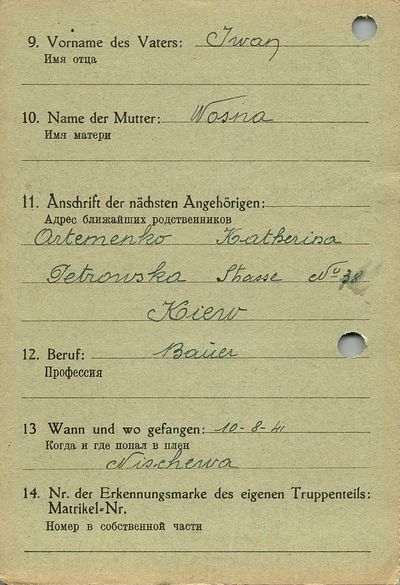 9. Vorname des Vaters: Iwan
Имя отца
10. Name der Mutter: Wosna
Имя матери
11. Anschrift der nächsten Angehörigen:
Адрес ближайших родственников
Artemenko Katherina
Petrowska Strasse No 38
Kiew
12. Beruf: Bauer
Профессия
13 Wann und wo gefangen: 10-8-41
Когда и где попал в плен
Nischewa
14. Nr. der Erkennungsmarke des eigenen Truppenteils:
Matrikel-Nr.
Номер в собственной части